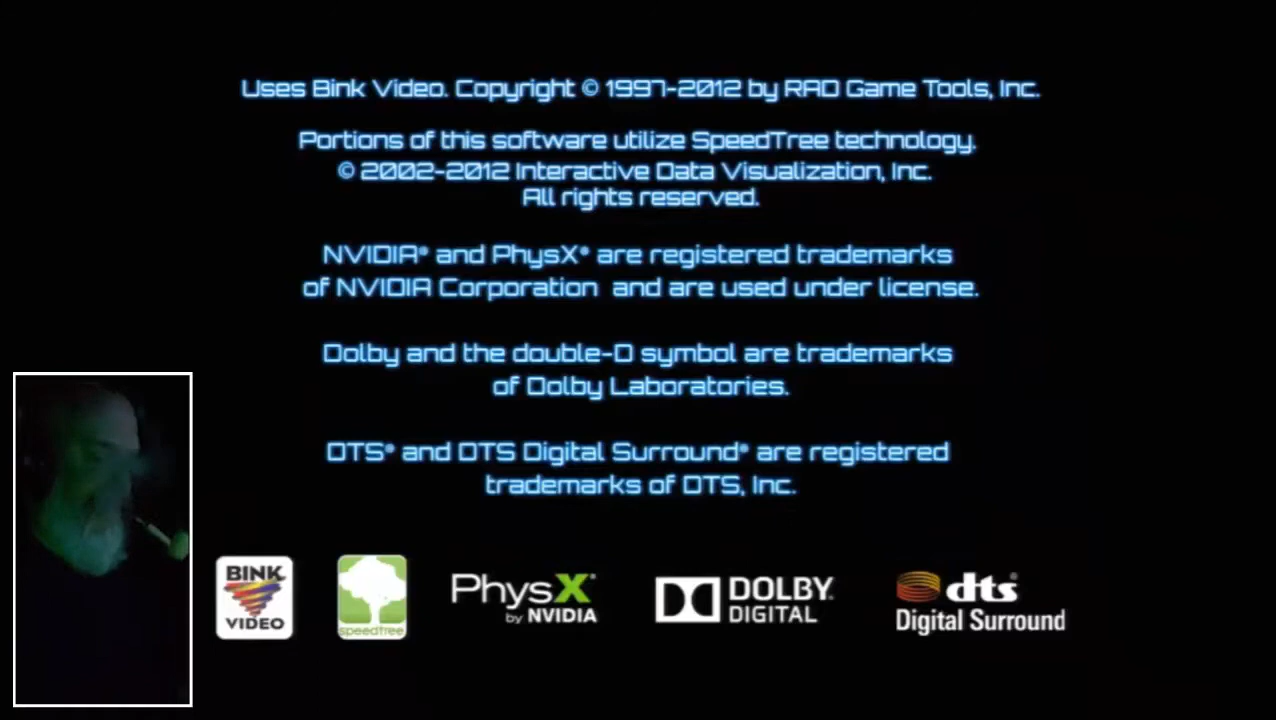 Uses Bink Video. Copyright © 1997-2012 by RAD Game Tools, Inc.
Portions of this software utilize SpeedTree technology.
© 2002-2012 Interactive Data Visualization, Inc.
All rights reserved.
NVIDIA® and PhysX® are registered trademarks
of NVIDIA Corporation and are used under license.
Dolby and the double-D symbol are trademarks
of Dolby Laboratories.
DTS® and DTS Digital Surround® are registered
trademarks of DTS, Inc.
BINK
VIDEO
speedtree
PhysX®
by NVIDIA
DOLBY®
DIGITAL
dts®
Digital Surround